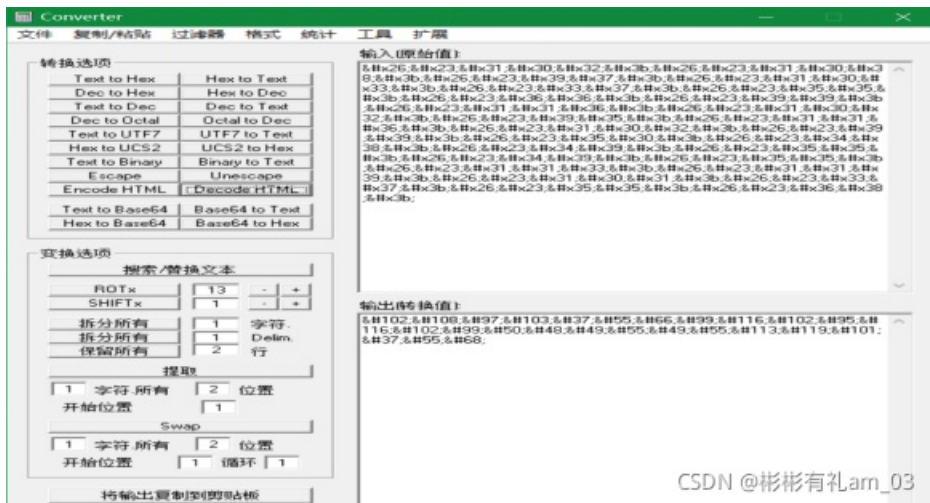 Converter
文件 复制/粘贴 过滤器 格式 统计 工具 扩展
转换选项
Text to Hex Hex to Text
Dec to Hex Hex to Dec
Text to Dec Dec to Text
Dec to Octal Octal to Dec
Text to UTF7 UTF7 to Text
Hex to UCS2 UCS2 to Hex
Text to Binary Binary to Text
Escape Unescape
Encode HTML Decode HTML
Text to Base64 Base64 to Text
Hex to Base64 Base64 to Hex
变换选项
搜索/替换文本
ROTx 13 - +
SHIFTx 1 - +
拆分所有 1 字符.
拆分所有 1 Delim.
保留所有 2 行
提取
1 字符.所有 2 位置
开始位置 1
Swap
1 字符.所有 2 位置
开始位置 1 循环 1
将输出复制到剪贴板
输入(原始值):
&#x26;&#x23;&#x31;&#x30;&#x32;&#x3b;&#x26;&#x23;&#x31;&#x30;&#x3
8;&#x3b;&#x26;&#x23;&#x39;&#x37;&#x3b;&#x26;&#x23;&#x31;&#x30;&#
x33;&#x3b;&#x26;&#x23;&#x33;&#x37;&#x3b;&#x26;&#x23;&#x35;&#x35;&
#x3b;&#x26;&#x23;&#x36;&#x36;&#x3b;&#x26;&#x23;&#x39;&#x39;&#x3b
;&#x26;&#x23;&#x31;&#x31;&#x36;&#x3b;&#x26;&#x23;&#x31;&#x30;&#x
32;&#x3b;&#x26;&#x23;&#x39;&#x35;&#x3b;&#x26;&#x23;&#x31;&#x31;&
#x36;&#x3b;&#x26;&#x23;&#x31;&#x30;&#x32;&#x3b;&#x26;&#x23;&#x39
;&#x39;&#x3b;&#x26;&#x23;&#x35;&#x30;&#x3b;&#x26;&#x23;&#x34;&#x
38;&#x3b;&#x26;&#x23;&#x34;&#x39;&#x3b;&#x26;&#x23;&#x35;&#x35;&
#x3b;&#x26;&#x23;&#x34;&#x39;&#x3b;&#x26;&#x23;&#x35;&#x35;&#x3b
;&#x26;&#x23;&#x31;&#x31;&#x33;&#x3b;&#x26;&#x23;&#x31;&#x31;&#x
39;&#x3b;&#x26;&#x23;&#x31;&#x30;&#x31;&#x3b;&#x26;&#x23;&#x33;&
#x37;&#x3b;&#x26;&#x23;&#x35;&#x35;&#x3b;&#x26;&#x23;&#x36;&#x38
;&#x3b;
输出(转换值):
&#102;&#108;&#97;&#103;&#37;&#55;&#66;&#99;&#116;&#102;&#95;&#
116;&#102;&#99;&#50;&#48;&#49;&#55;&#49;&#55;&#113;&#119;&#101;
&#37;&#55;&#68;
CSDN @彬彬有礼am_03